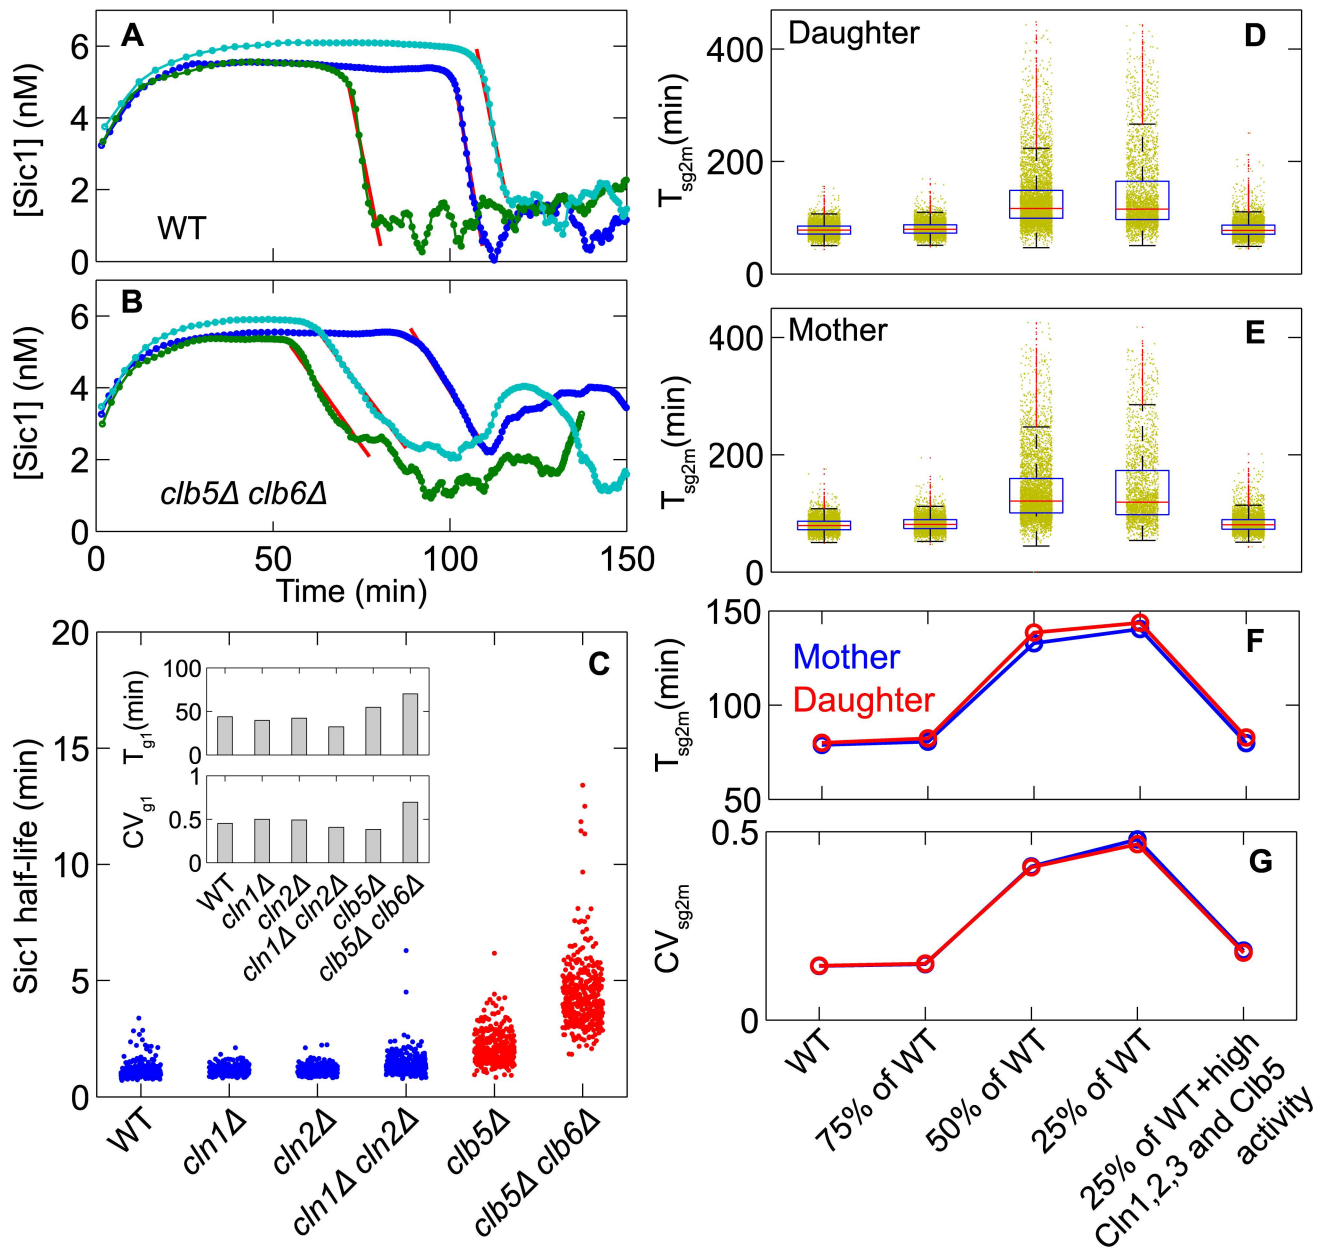 A
[Sic1] (nM)
6
4
2
0
WT
B
[Sic1] (nM)
6
4
2
0
clb5Δ clb6Δ
0
50
100
150
Time (min)
C
Sic1 half-life (min)
20
15
10
5
0
T_g1(min)
100
50
0
CV_g1
1
0.5
0
WT
cln1Δ
cln2Δ
cln1Δ cln2Δ
clb5Δ
clb5Δ clb6Δ
WT
cln1Δ
cln2Δ
cln1Δ cln2Δ
clb5Δ
clb5Δ clb6Δ
Daughter
D
T_sg2m(min)
400
200
0
Mother
E
T_sg2m(min)
400
200
0
F
Mother
Daughter
T_sg2m(min)
150
100
50
G
CV_sg2m
0.5
0
WT
75% of WT
50% of WT
25% of WT
25% of WT+high
Cln1,2,3 and Clb5
activity